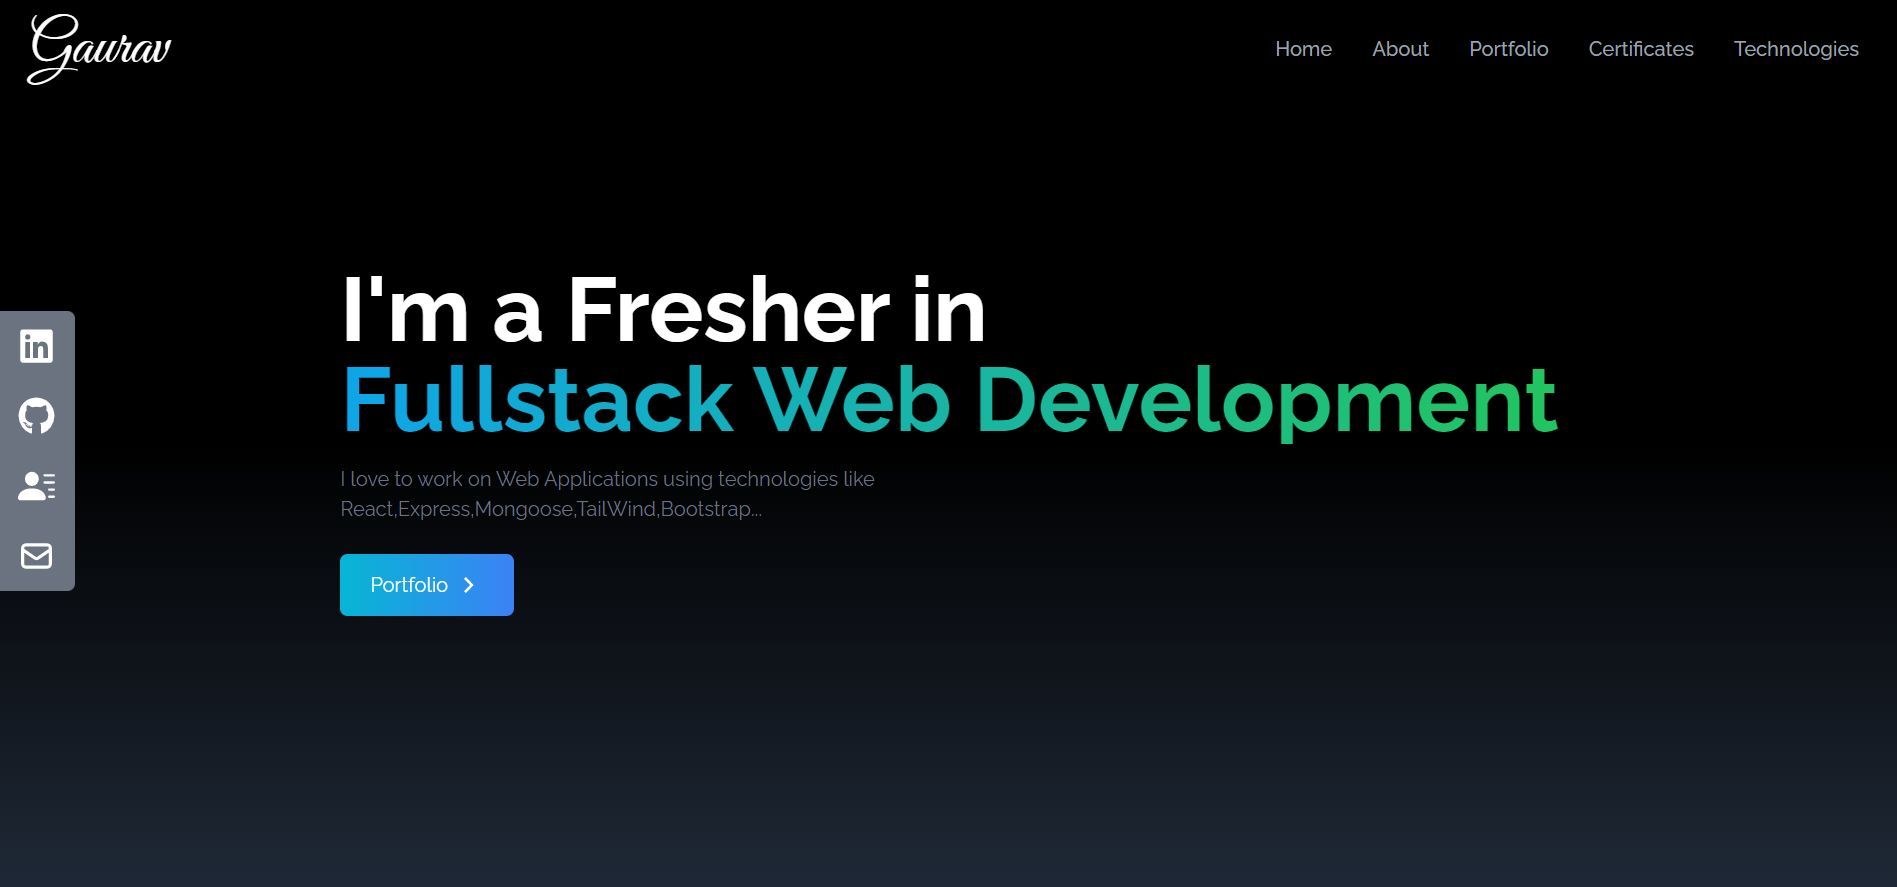 Gaurav
Home About Portfolio Certificates Technologies
I'm a Fresher in
Fullstack Web Development
I love to work on Web Applications using technologies like
React,Express,Mongoose,TailWind,Bootstrap...
Portfolio